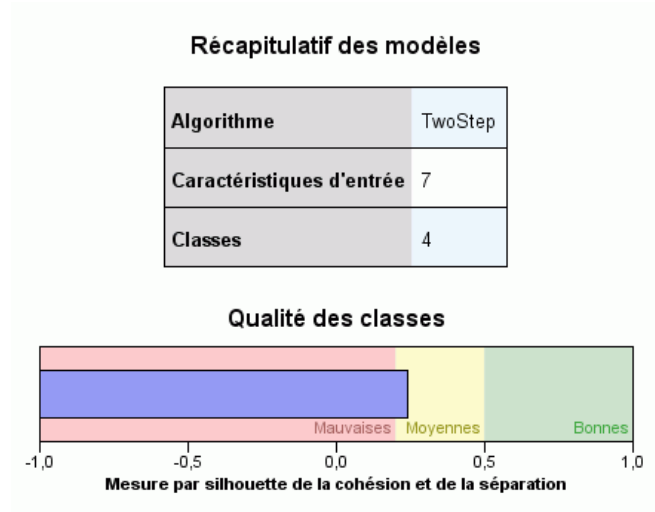 Récapitulatif des modèles
Algorithme TwoStep
Caractéristiques d'entrée 7
Classes 4
Qualité des classes
Mauvaises Moyennes Bonnes
-1,0 -0,5 0,0 0,5 1,0
Mesure par silhouette de la cohésion et de la séparation